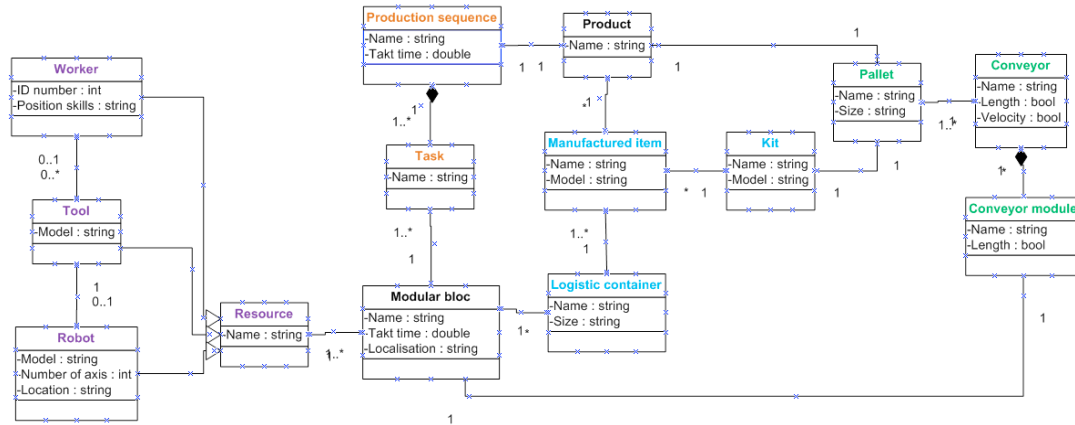 Production sequence
-Name : string
-Takt time : double
Product
-Name : string
1
1
1
1
Pallet
-Name : string
-Size : string
Conveyor
-Name : string
-Length : bool
-Velocity : bool
1..*
1
Worker
-ID number : int
-Position skills : string
0..1
0..*
1
1..*
*
1
Task
-Name : string
Manufactured item
-Name : string
-Model : string
*
1
Kit
-Name : string
-Model : string
1
1
1
*
Conveyor module
-Name : string
-Length : bool
Tool
-Model : string
1
0..1
1..*
1
1..*
1
Modular bloc
-Name : string
-Takt time : double
-Localisation : string
Logistic container
-Name : string
-Size : string
1
*
Resource
-Name : string
1
1..*
Robot
-Model : string
-Number of axis : int
-Location : string
1
1